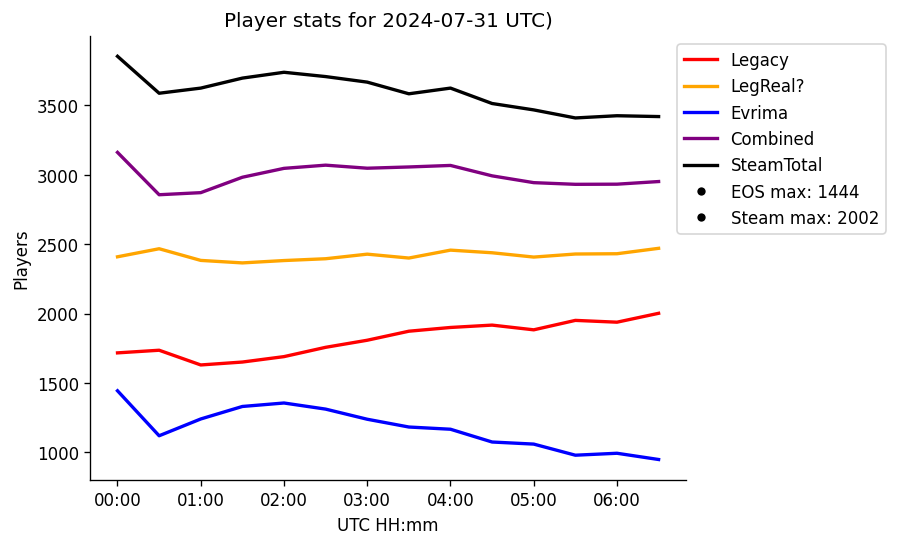 Player stats for 2024-07-31 UTC)
Legacy
LegReal?
Evrima
Combined
SteamTotal
EOS max: 1444
Steam max: 2002
Players
3500
3000
2500
2000
1500
1000
00:00 01:00 02:00 03:00 04:00 05:00 06:00
UTC HH:mm